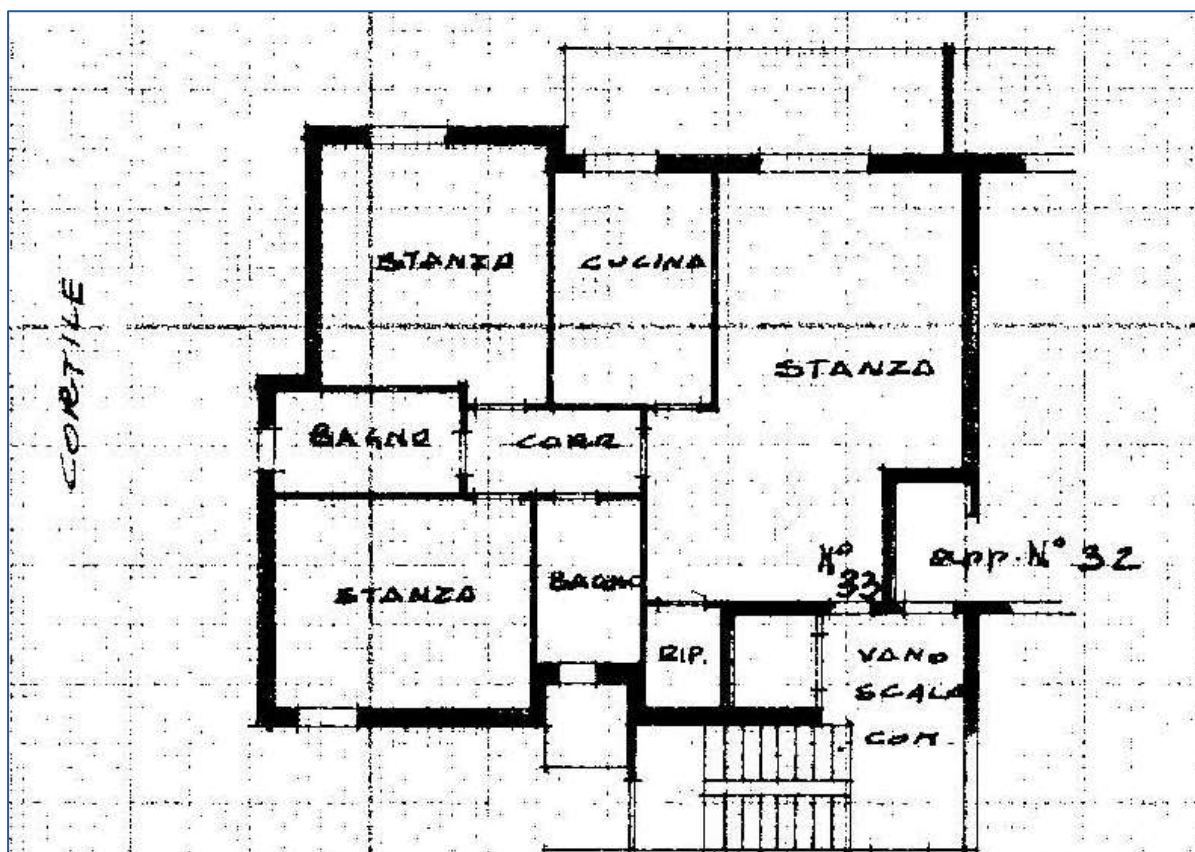 STANZA
CUCINA
CORTILE
STANZA
BAGNO
CORR
N° 33
app. N° 32
STANZA
BAGNO
RIP.
VANO
SCALA
COM.